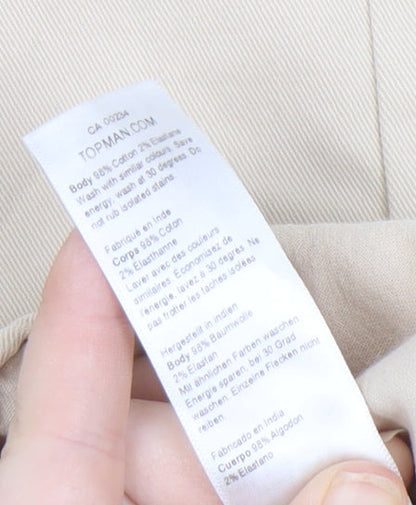 CA 00234
TOPMAN.COM
Body 98% Cotton 2% Elastane
Wash with similar colours. Save
energy, wash at 30 degrees. Do
not rub isolated stains.
Fabriqué en Inde
Corps 98% Coton
2% Elasthanne
Laver avec des couleurs
similaires. Économisez de
l'énergie, lavez à 30 degrés. Ne
pas frotter les taches isolées
Hergestellt in Indien
Body 98% Baumwolle
2% Elastan
Mit ähnlichen Farben waschen
Energie sparen, bei 30 Grad
waschen. Einzelne Flecken nicht
reiben.
Fabricado en India
Cuerpo 98% Algodon
2% Elastano